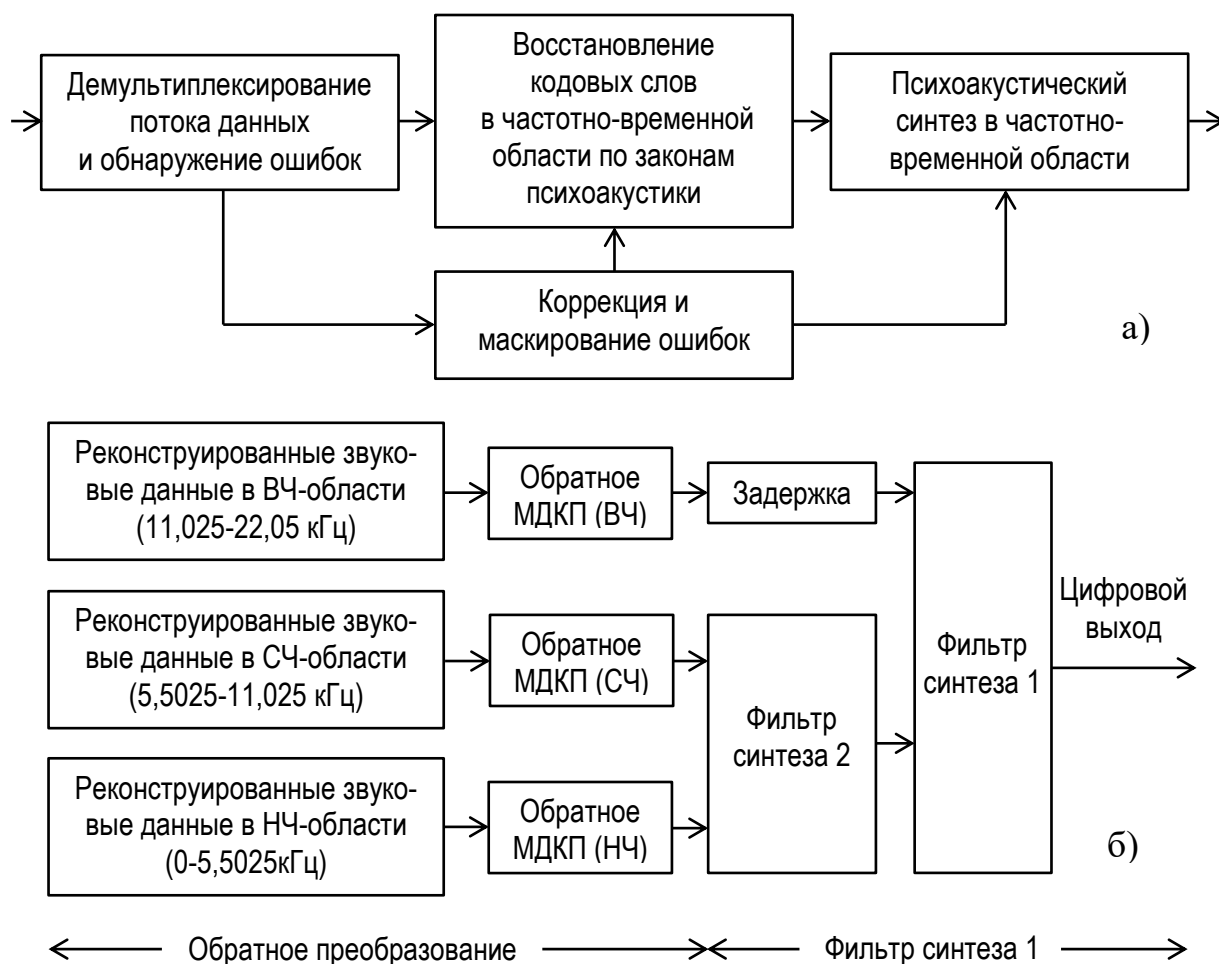 Демультиплексирование
потока данных
и обнаружение ошибок
Восстановление
кодовых слов
в частотно-временной
области по законам
психоакустики
Психоакустический
синтез в частотно-
временной области
Коррекция и
маскирование ошибок
а)
Реконструированные звуко-
вые данные в ВЧ-области
(11,025-22,05 кГц)
Обратное
МДКП (ВЧ)
Задержка
Реконструированные звуко-
вые данные в СЧ-области
(5,5025-11,025 кГц)
Обратное
МДКП (СЧ)
Реконструированные звуко-
вые данные в НЧ-области
(0-5,5025кГц)
Обратное
МДКП (НЧ)
Фильтр
синтеза 2
Фильтр
синтеза 1
Цифровой
выход
б)
Обратное преобразование
Фильтр синтеза 1